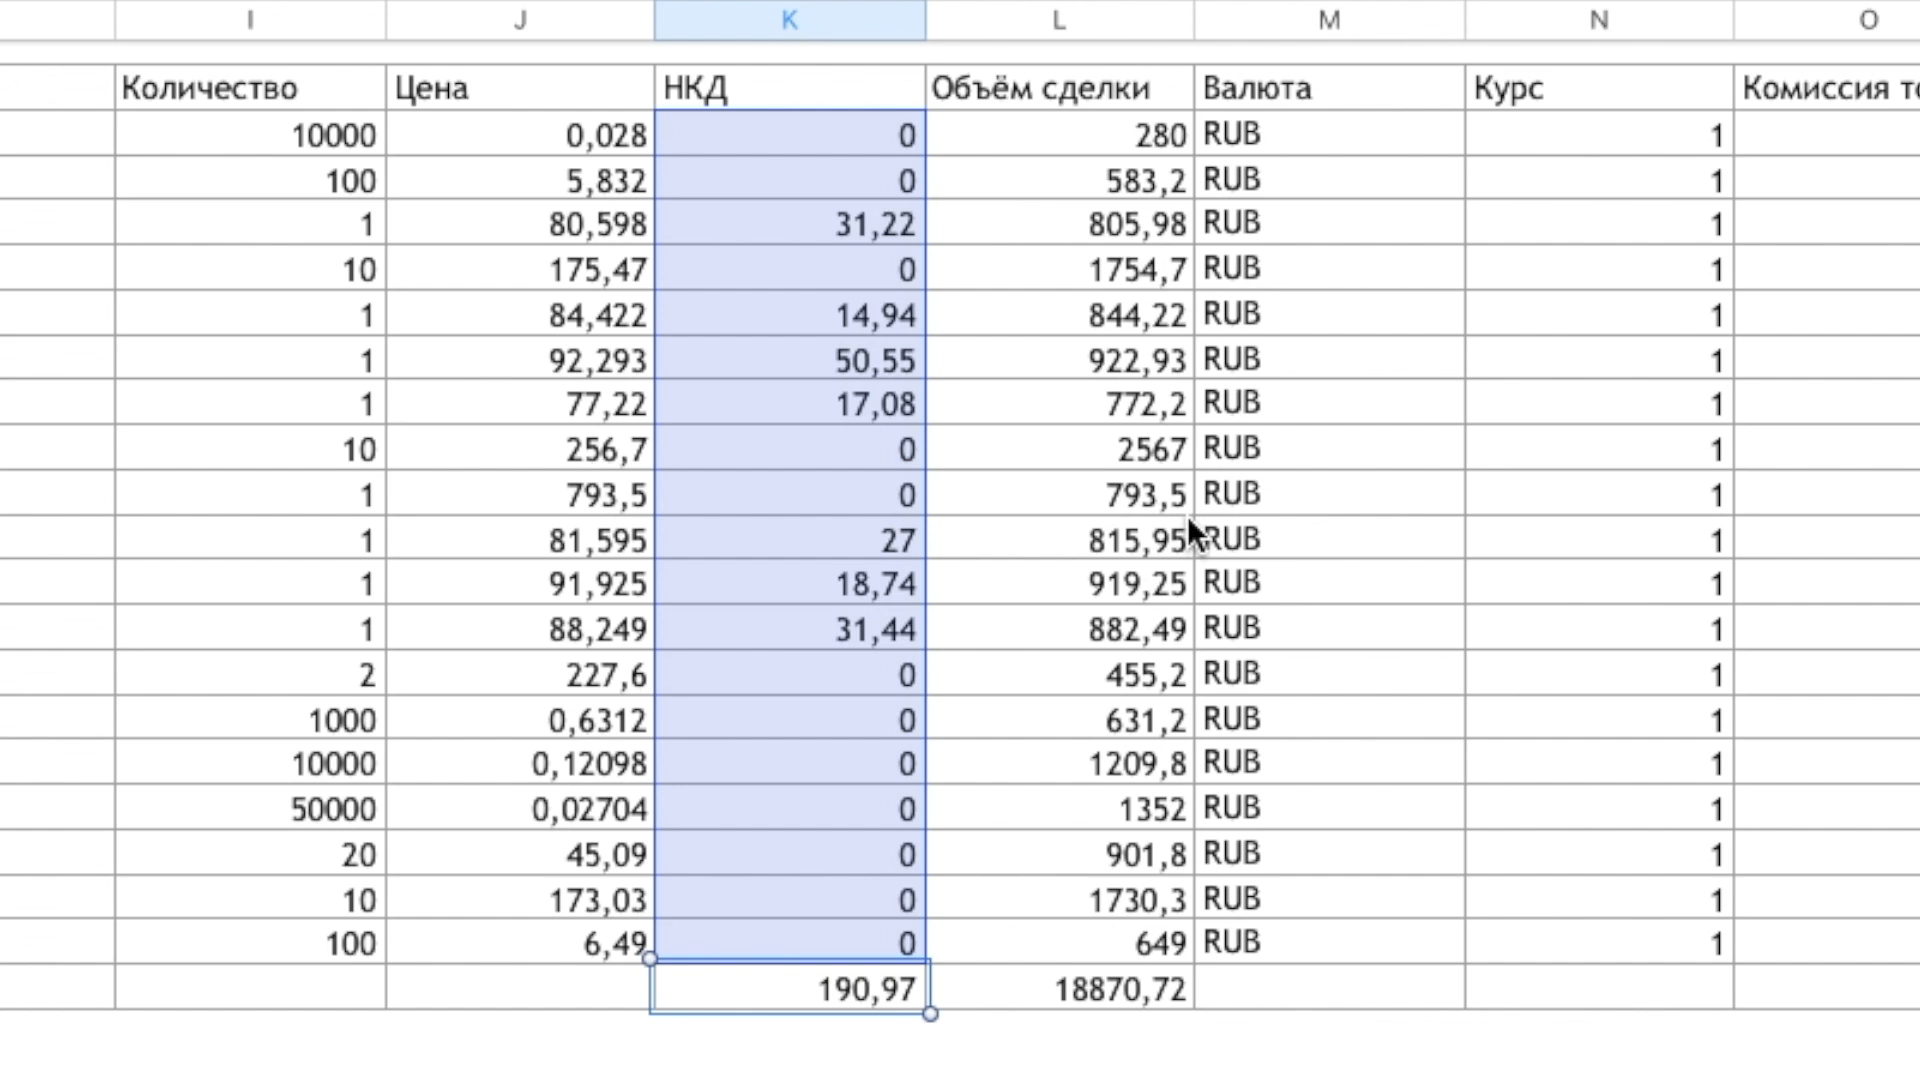 I J K L M N O
Количество Цена НКД Объём сделки Валюта Курс Комиссия
10000 0,028 0 280 RUB 1
100 5,832 0 583,2 RUB 1
1 80,598 31,22 805,98 RUB 1
10 175,47 0 1754,7 RUB 1
1 84,422 14,94 844,22 RUB 1
1 92,293 50,55 922,93 RUB 1
1 77,22 17,08 772,2 RUB 1
10 256,7 0 2567 RUB 1
1 793,5 0 793,5 RUB 1
1 81,595 27 815,95 RUB 1
1 91,925 18,74 919,25 RUB 1
1 88,249 31,44 882,49 RUB 1
2 227,6 0 455,2 RUB 1
1000 0,6312 0 631,2 RUB 1
10000 0,12098 0 1209,8 RUB 1
50000 0,02704 0 1352 RUB 1
20 45,09 0 901,8 RUB 1
10 173,03 0 1730,3 RUB 1
100 6,49 0 649 RUB 1
190,97 18870,72